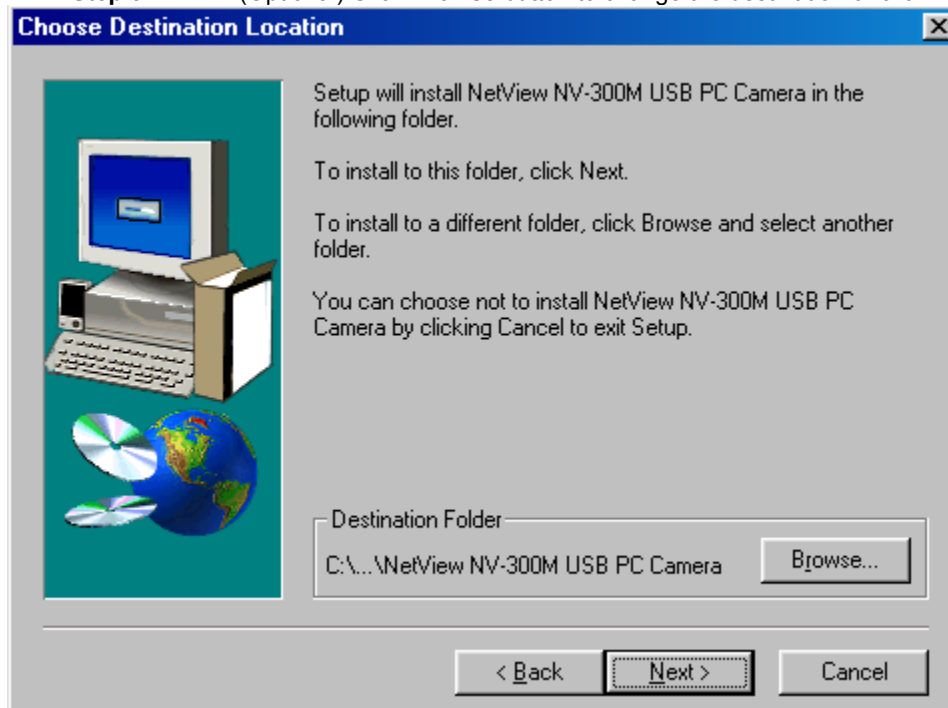 Choose Destination Location
Setup will install NetView NV-300M USB PC Camera in the
following folder.
To install to this folder, click Next.
To install to a different folder, click Browse and select another
folder.
You can choose not to install NetView NV-300M USB PC
Camera by clicking Cancel to exit Setup.
Destination Folder
C:\...\NetView NV-300M USB PC Camera
Browse...
< Back
Next >
Cancel